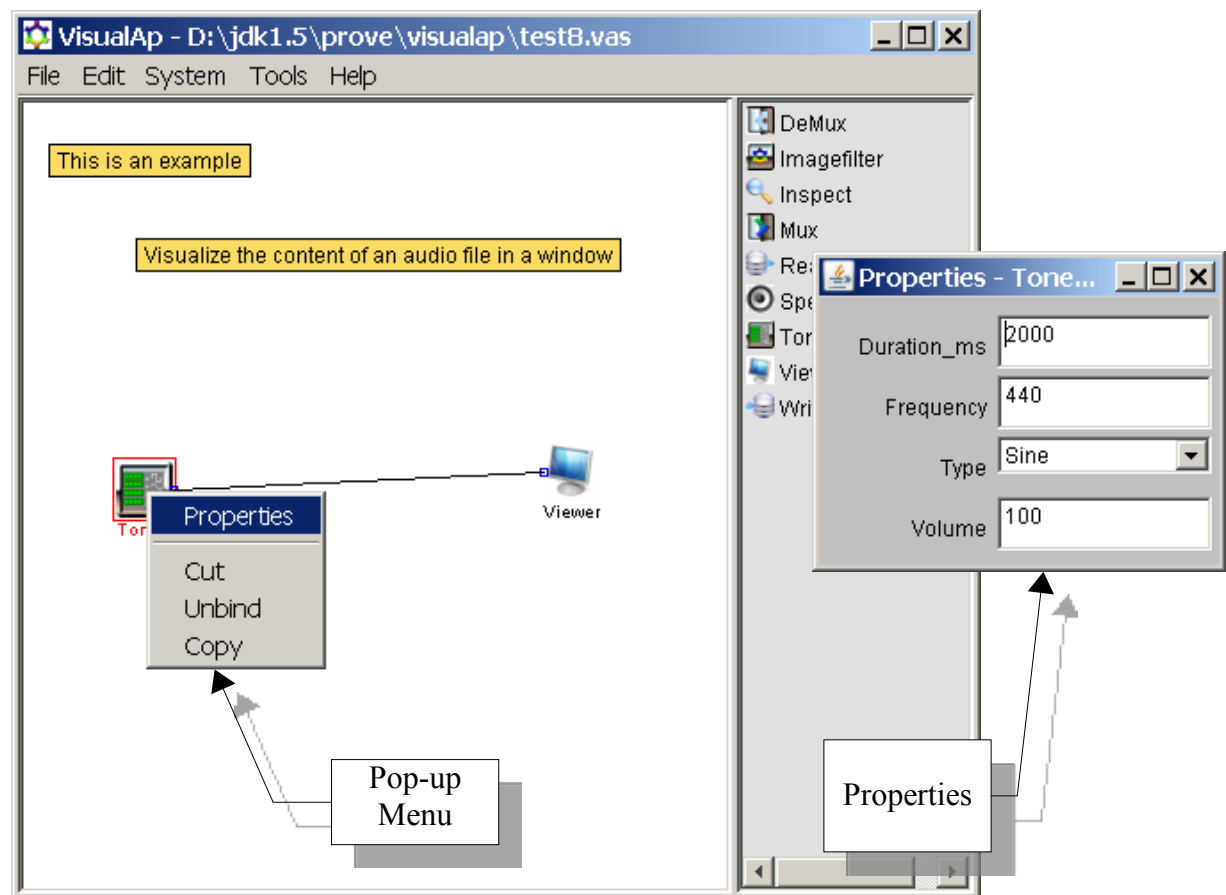 VisualAp - D:\jdk1.5\prove\visualap\test8.vas
File Edit System Tools Help
This is an example
Visualize the content of an audio file in a window
Viewer
Properties
Cut
Unbind
Copy
Pop-up
Menu
DeMux
Imagefilter
Inspect
Mux
Properties - Tone...
Duration_ms 2000
Frequency 440
Type Sine
Volume 100
Properties